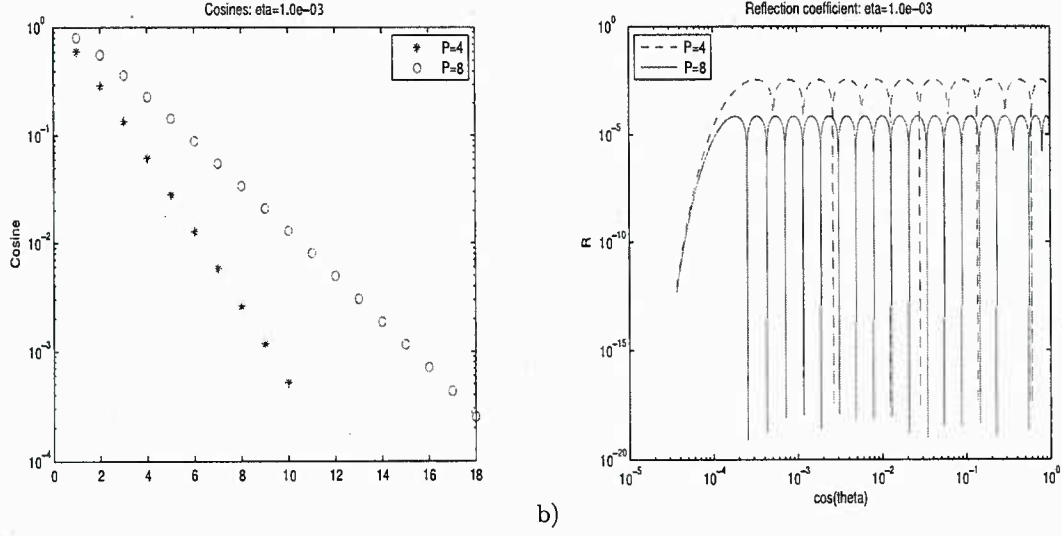 Cosines: eta=1.0e−03
10^0
10^-1
10^-2
10^-3
10^-4
Cosine
P=4
P=8
0 2 4 6 8 10 12 14 16 18
Reflection coefficient: eta=1.0e−03
10^0
10^-5
10^-10
10^-15
10^-20
R
P=4
P=8
10^-5 10^-4 10^-3 10^-2 10^-1 10^0
cos(theta)
b)